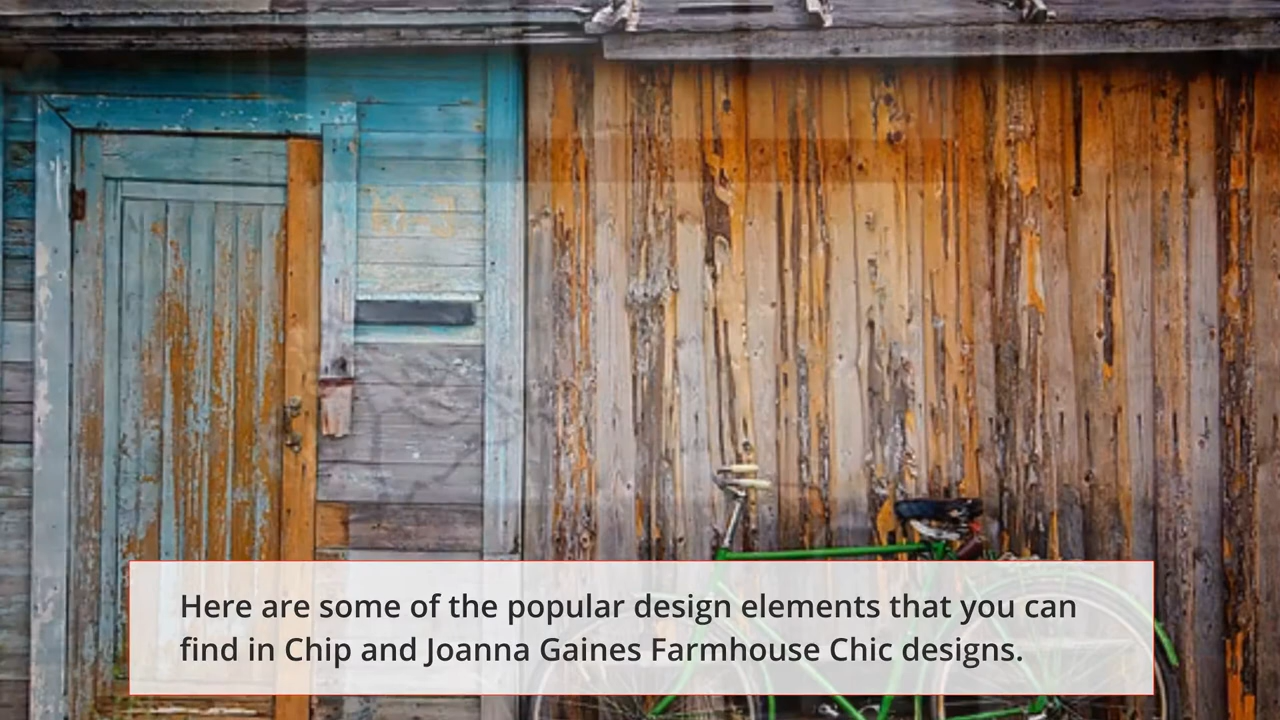 Here are some of the popular design elements that you can
find in Chip and Joanna Gaines Farmhouse Chic designs.